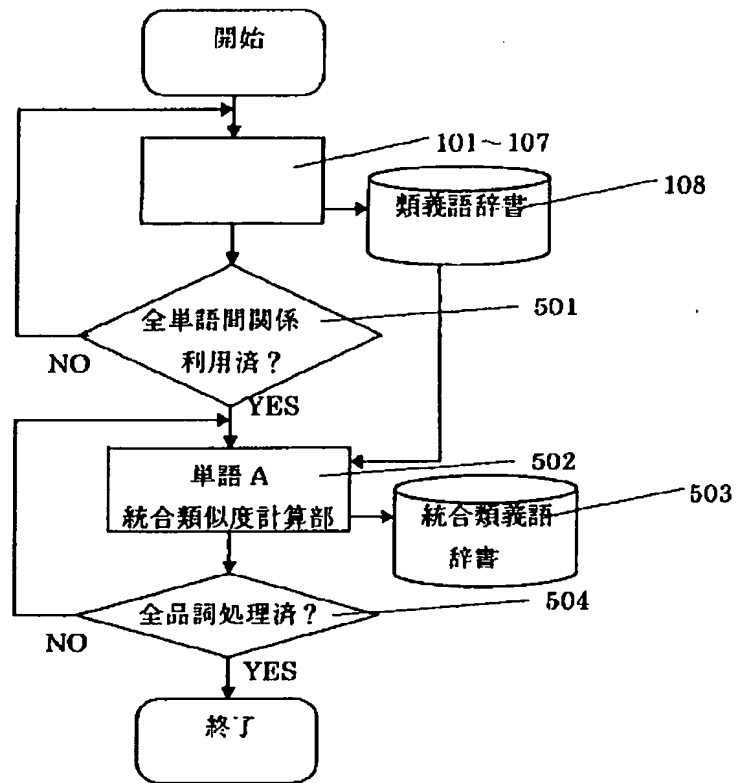 開始
101～107
類義語辞書
108
全単語間関係
利用済？
501
NO
YES
単語A
統合類似度計算部
502
統合類義語
辞書
503
全品詞処理済？
504
NO
YES
終了